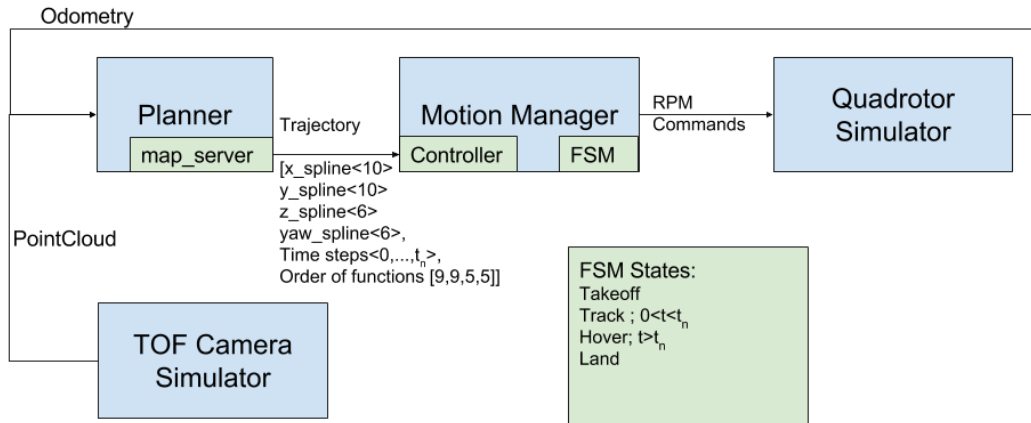 Odometry
Planner
map_server
Trajectory
[x_spline<10>
y_spline<10>
z_spline<6>
yaw_spline<6>,
Time steps<0,...,tn>,
Order of functions [9,9,5,5]]
Motion Manager
Controller
FSM
RPM
Commands
Quadrotor
Simulator
PointCloud
TOF Camera
Simulator
FSM States:
Takeoff
Track ; 0<t<tn
Hover; t>tn
Land